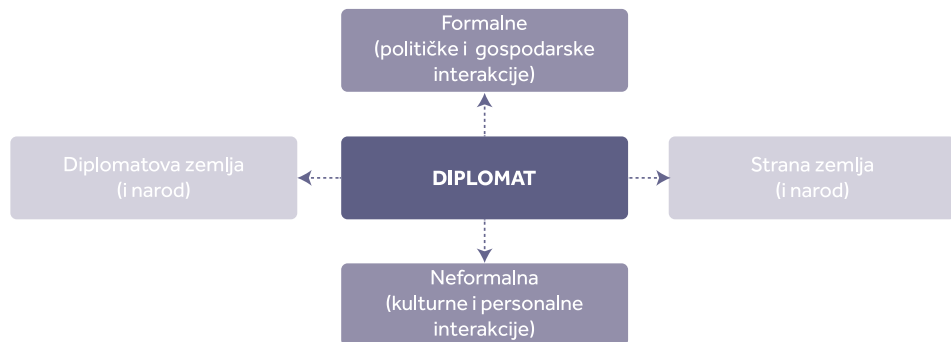 Formalne
(političke i gospodarske
interakcije)
Diplomatova zemlja
(i narod)
DIPLOMAT
Strana zemlja
(i narod)
Neformalna
(kulturne i personalne
interakcije)